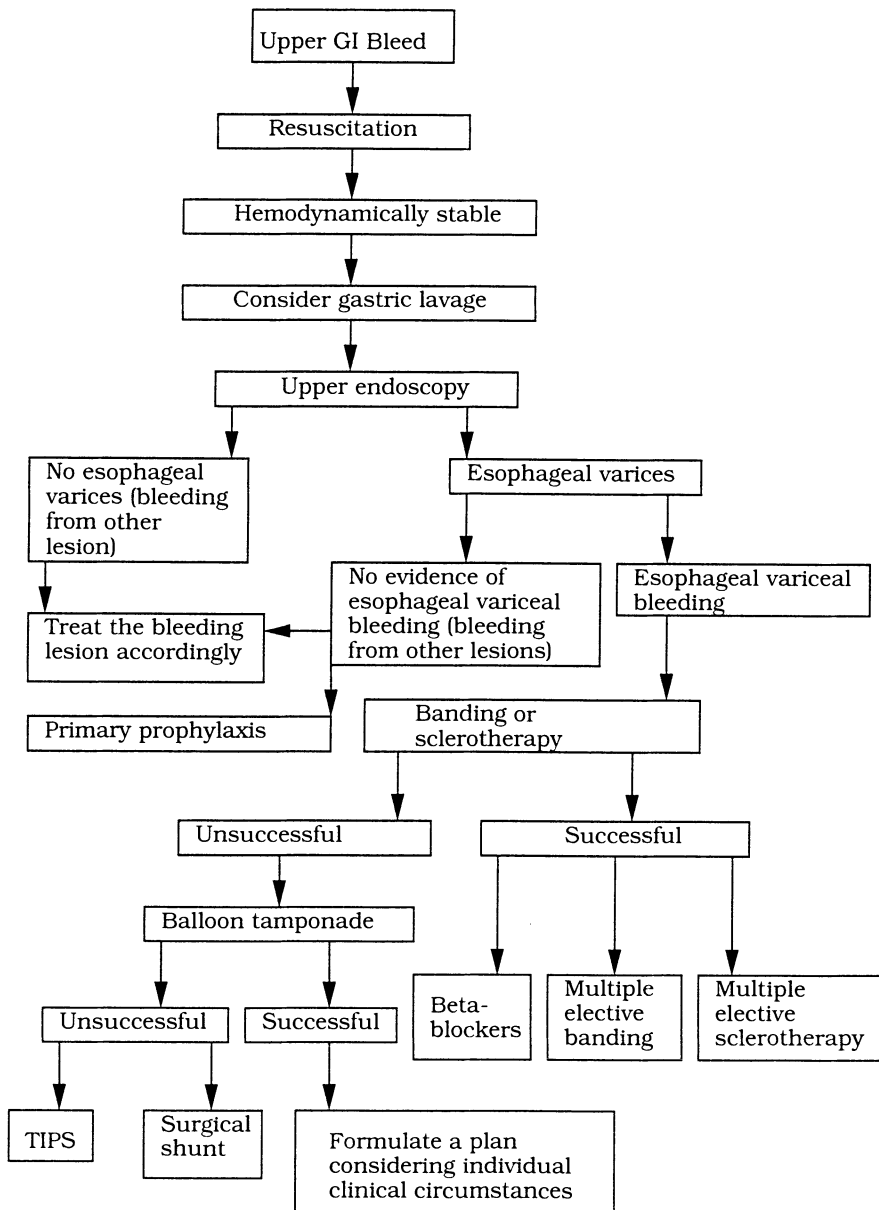 Upper GI Bleed
Resuscitation
Hemodynamically stable
Consider gastric lavage
Upper endoscopy
No esophageal
varices (bleeding
from other
lesion)
Esophageal varices
No evidence of
esophageal variceal
bleeding (bleeding
from other lesions)
Esophageal variceal
bleeding
Treat the bleeding
lesion accordingly
Primary prophylaxis
Banding or
sclerotherapy
Unsuccessful
Successful
Balloon tamponade
Beta-
blockers
Multiple
elective
banding
Multiple
elective
sclerotherapy
Unsuccessful
Successful
TIPS
Surgical
shunt
Formulate a plan
considering individual
clinical circumstances